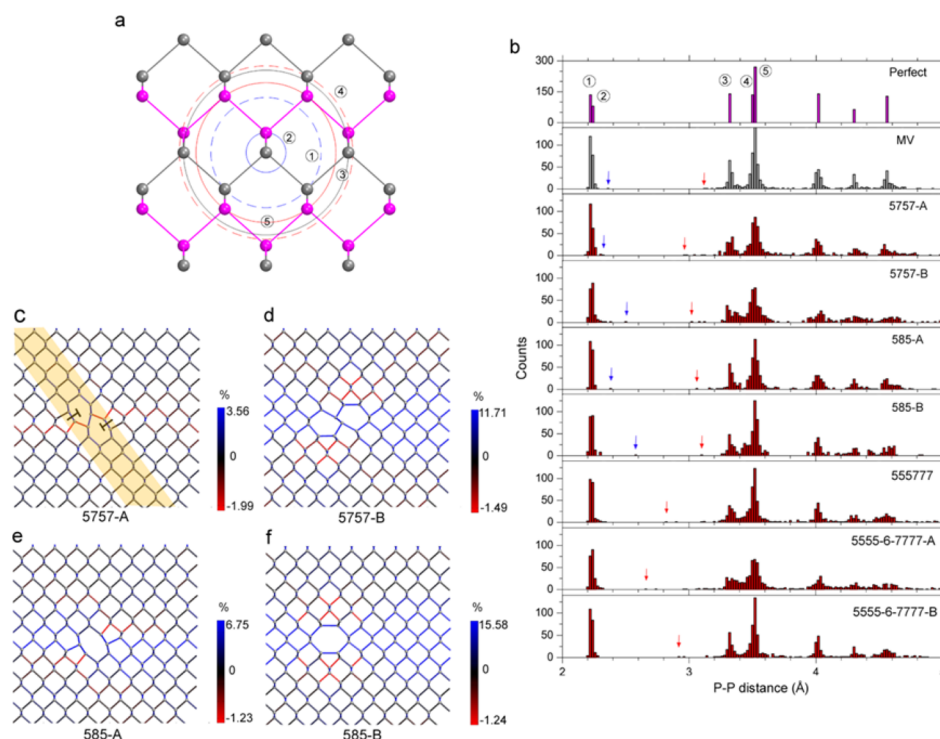 a
④
②
①
③
⑤
b
300
150
0
①
②
③
④
⑤
Perfect
100
50
0
MV
100
50
0
5757-A
100
50
0
5757-B
100
50
0
585-A
100
50
0
585-B
100
50
0
555777
100
50
0
5555-6-7777-A
100
50
0
5555-6-7777-B
Counts
2 3 4
P-P distance (Å)
c
%
3.56
0
-1.99
5757-A
d
%
11.71
0
-1.49
5757-B
e
%
6.75
0
-1.23
585-A
f
%
15.58
0
-1.24
585-B